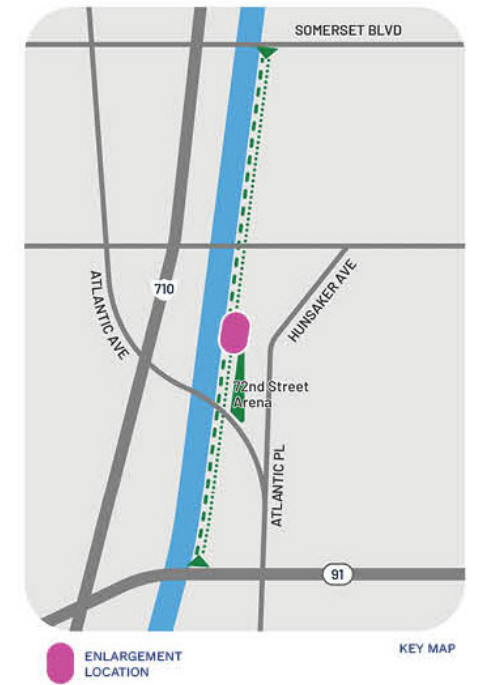 SOMERSET BLVD
ATLANTIC AVE
710
HUNSAKER AVE
72nd Street
Arena
ATLANTIC PL
91
ENLARGEMENT
LOCATION
KEY MAP